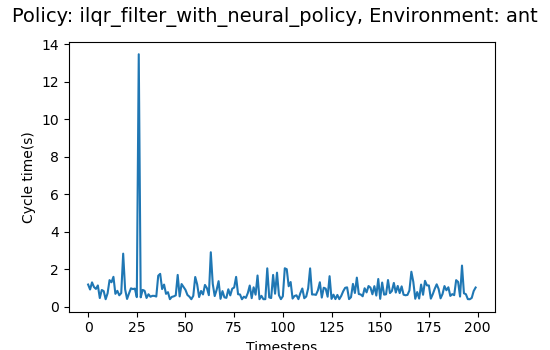 Policy: ilqr_filter_with_neural_policy, Environment: ant
14
12
10
8
6
4
2
0
Cycle time(s)
0 25 50 75 100 125 150 175 200
Timesteps